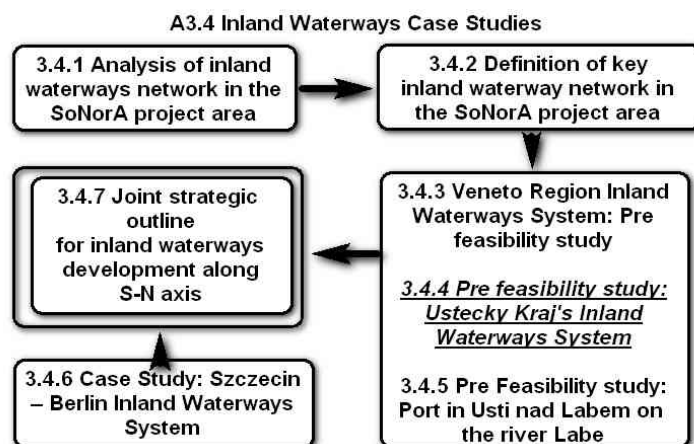 A3.4 Inland Waterways Case Studies
3.4.1 Analysis of inland
waterways network in the
SoNorA project area
3.4.2 Definition of key
inland waterway network in
the SoNorA project area
3.4.3 Veneto Region Inland
Waterways System: Pre
feasibility study
3.4.4 Pre feasibility study:
Ustecky Kraj's Inland
Waterways System
3.4.5 Pre Feasibility study:
Port in Usti nad Labem on
the river Labe
3.4.7 Joint strategic
outline
for inland waterways
development along
S-N axis
3.4.6 Case Study: Szczecin
– Berlin Inland Waterways
System